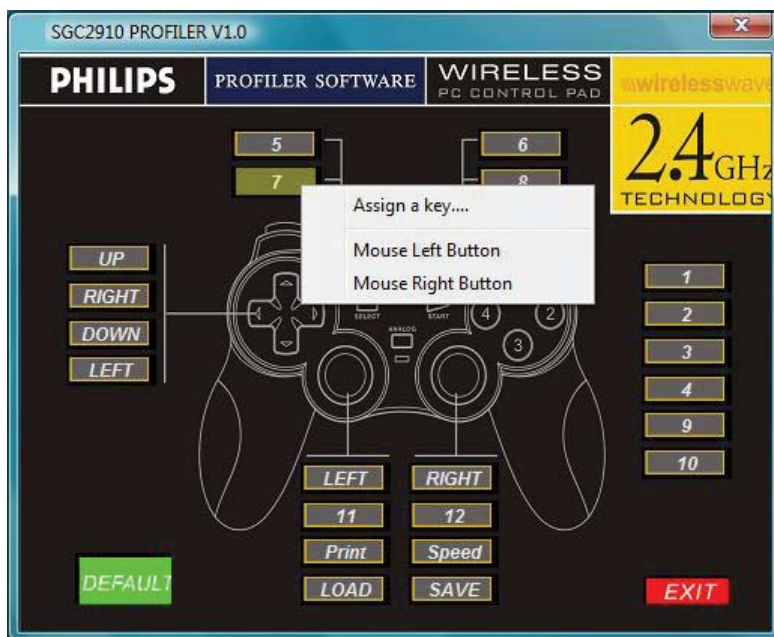 SGC2910 PROFILER V1.0
PHILIPS
PROFILER SOFTWARE
WIRELESS
PC CONTROL PAD
wirelesswave
2.4GHz
TECHNOLOGY
5
6
7
8
Assign a key....
Mouse Left Button
Mouse Right Button
UP
RIGHT
DOWN
LEFT
SELECT
START
ANALOG
4
2
3
1
2
3
4
9
10
LEFT
RIGHT
11
12
Print
Speed
LOAD
SAVE
DEFAULT
EXIT